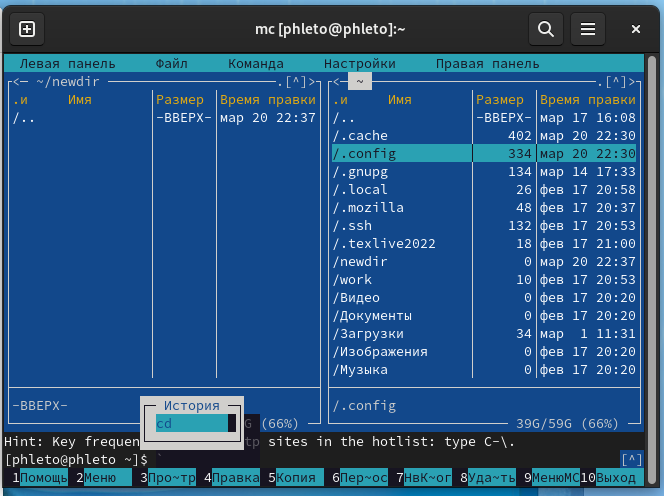 mc [phleto@phleto]:~
Левая панель Файл Команда Настройки Правая панель
<─ ~/newdir .[^]> <─ ~ .[^]>
.и Имя Размер Время правки .и Имя Размер Время правки
/.. -ВВЕРХ- мар 20 22:37 /.. -ВВЕРХ- мар 17 16:08
/.cache 402 мар 20 22:30
/.config 334 мар 20 22:30
/.gnupg 134 мар 14 17:33
/.local 26 фев 17 20:58
/.mozilla 48 фев 17 20:37
/.ssh 132 фев 17 20:53
/.texlive2022 18 фев 17 21:00
/newdir 0 мар 20 22:37
/work 10 фев 17 20:53
/Видео 0 фев 17 20:20
/Документы 0 фев 17 20:20
/Загрузки 34 мар 1 11:31
/Изображения 0 фев 17 20:20
/Музыка 0 фев 17 20:20
-ВВЕРХ- /.config
История
cd G (66%) 39G/59G (66%)
Hint: Key frequen tp sites in the hotlist: type C-\.
[phleto@phleto ~]$ ` [^]
1Помощь 2Меню 3Про~тр 4Правка 5Копия 6Пер~ос 7НвК~ог 8Уда~ть 9МенюMC 10Выход